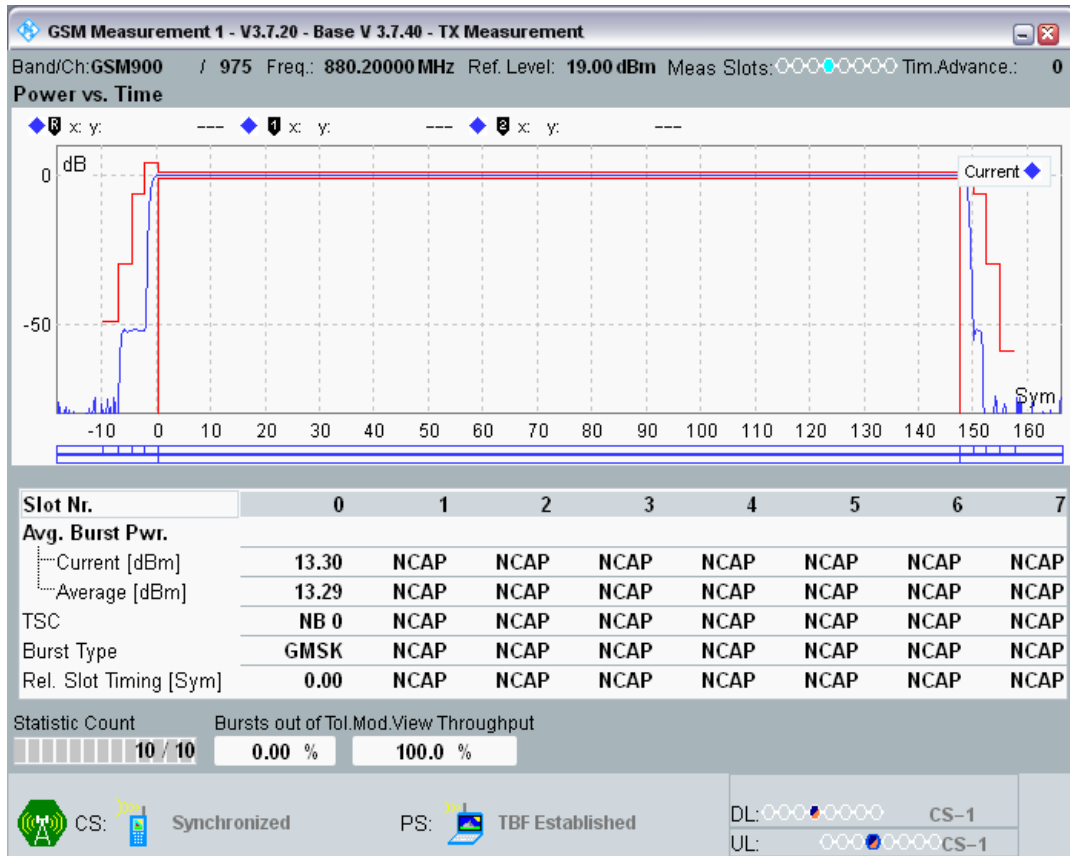 GSM Measurement 1 - V3.7.20 - Base V 3.7.40 - TX Measurement
Band/Ch:GSM900 / 975 Freq.: 880.20000 MHz Ref. Level: 19.00 dBm Meas Slots: Tim.Advance.: 0
Power vs. Time
R x: y: --- 1 x: y: --- 2 x: y: ---
dB
0
Current
-50
Sym
-10 0 10 20 30 40 50 60 70 80 90 100 110 120 130 140 150 160
Slot Nr. 0 1 2 3 4 5 6 7
Avg. Burst Pwr.
Current [dBm] 13.30 NCAP NCAP NCAP NCAP NCAP NCAP NCAP
Average [dBm] 13.29 NCAP NCAP NCAP NCAP NCAP NCAP NCAP
TSC NB 0 NCAP NCAP NCAP NCAP NCAP NCAP NCAP
Burst Type GMSK NCAP NCAP NCAP NCAP NCAP NCAP NCAP
Rel. Slot Timing [Sym] 0.00 NCAP NCAP NCAP NCAP NCAP NCAP NCAP
Statistic Count Bursts out of Tol.Mod.View Throughput
10 / 10 0.00 % 100.0 %
CS: Synchronized PS: TBF Established
DL: CS-1
UL: CS-1